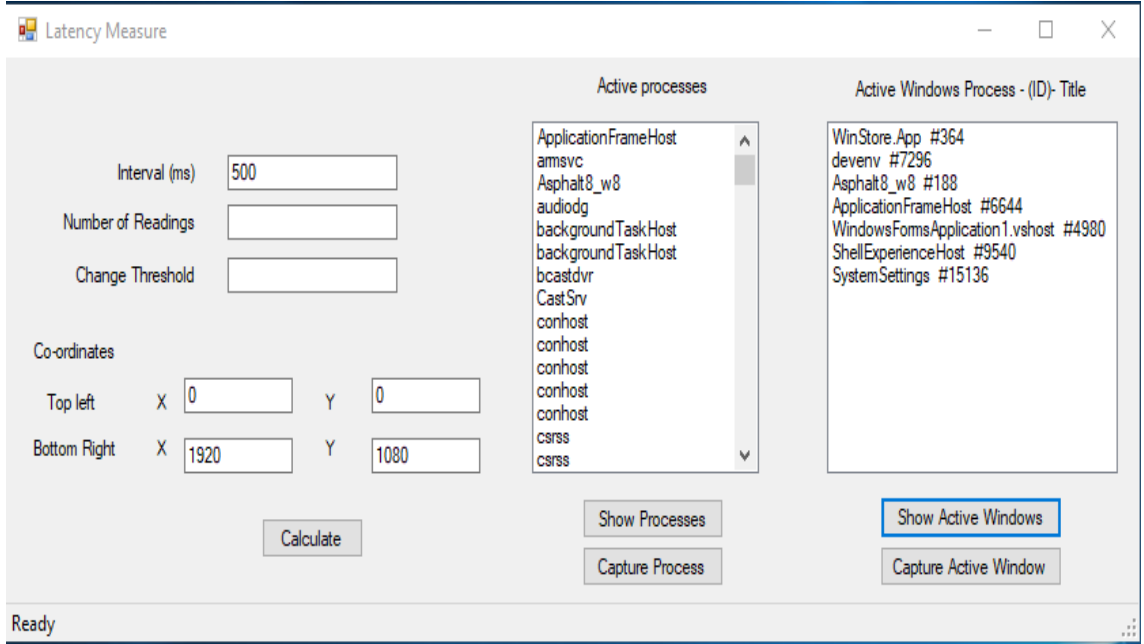 Latency Measure
Active processes
Active Windows Process - (ID)- Title
Interval (ms) 500
Number of Readings
Change Threshold
Co-ordinates
Top left X 0 Y 0
Bottom Right X 1920 Y 1080
Calculate
ApplicationFrameHost
armsvc
Asphalt8_w8
audiodg
backgroundTaskHost
backgroundTaskHost
bcastdvr
CastSrv
conhost
conhost
conhost
conhost
conhost
csrss
csrss
Show Processes
Capture Process
WinStore.App #364
devenv #7296
Asphalt8_w8 #188
ApplicationFrameHost #6644
WindowsFormsApplication1.vshost #4980
ShellExperienceHost #9540
SystemSettings #15136
Show Active Windows
Capture Active Window
Ready